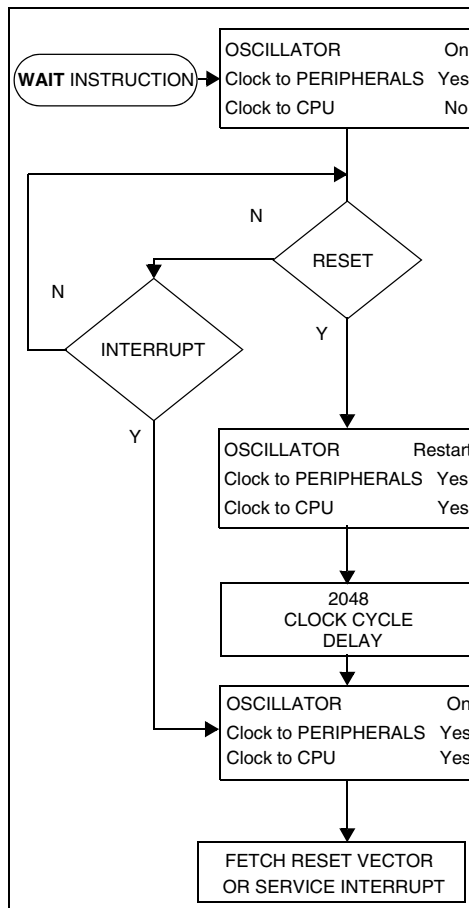 WAIT INSTRUCTION
OSCILLATOR On
Clock to PERIPHERALS Yes
Clock to CPU No
N
RESET
N
INTERRUPT
Y
Y
OSCILLATOR Restart
Clock to PERIPHERALS Yes
Clock to CPU Yes
2048
CLOCK CYCLE
DELAY
OSCILLATOR On
Clock to PERIPHERALS Yes
Clock to CPU Yes
FETCH RESET VECTOR
OR SERVICE INTERRUPT